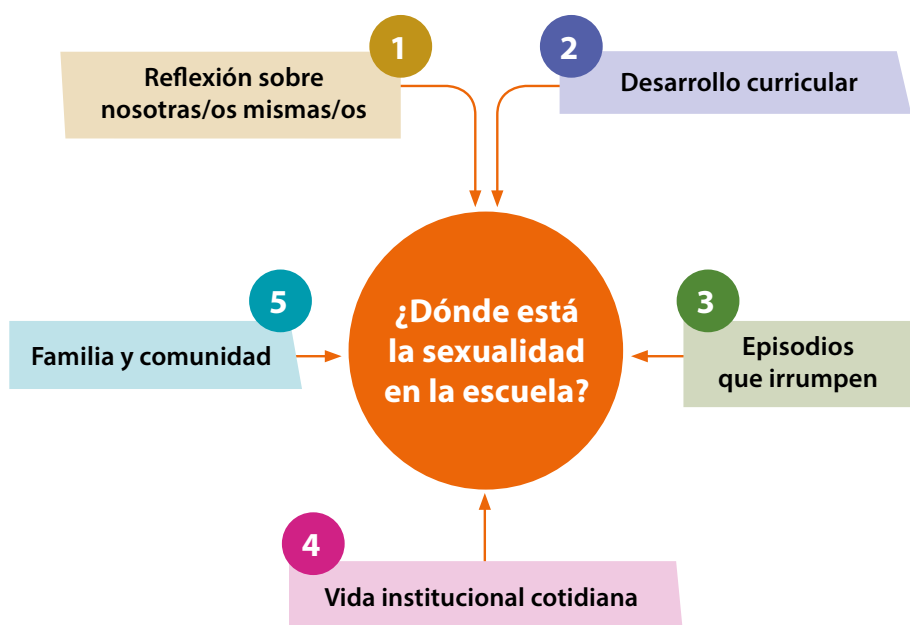 1
Reflexión sobre
nosotras/os mismas/os
2
Desarrollo curricular
¿Dónde está
la sexualidad
en la escuela?
3
Episodios
que irrumpen
4
Vida institucional cotidiana
5
Familia y comunidad